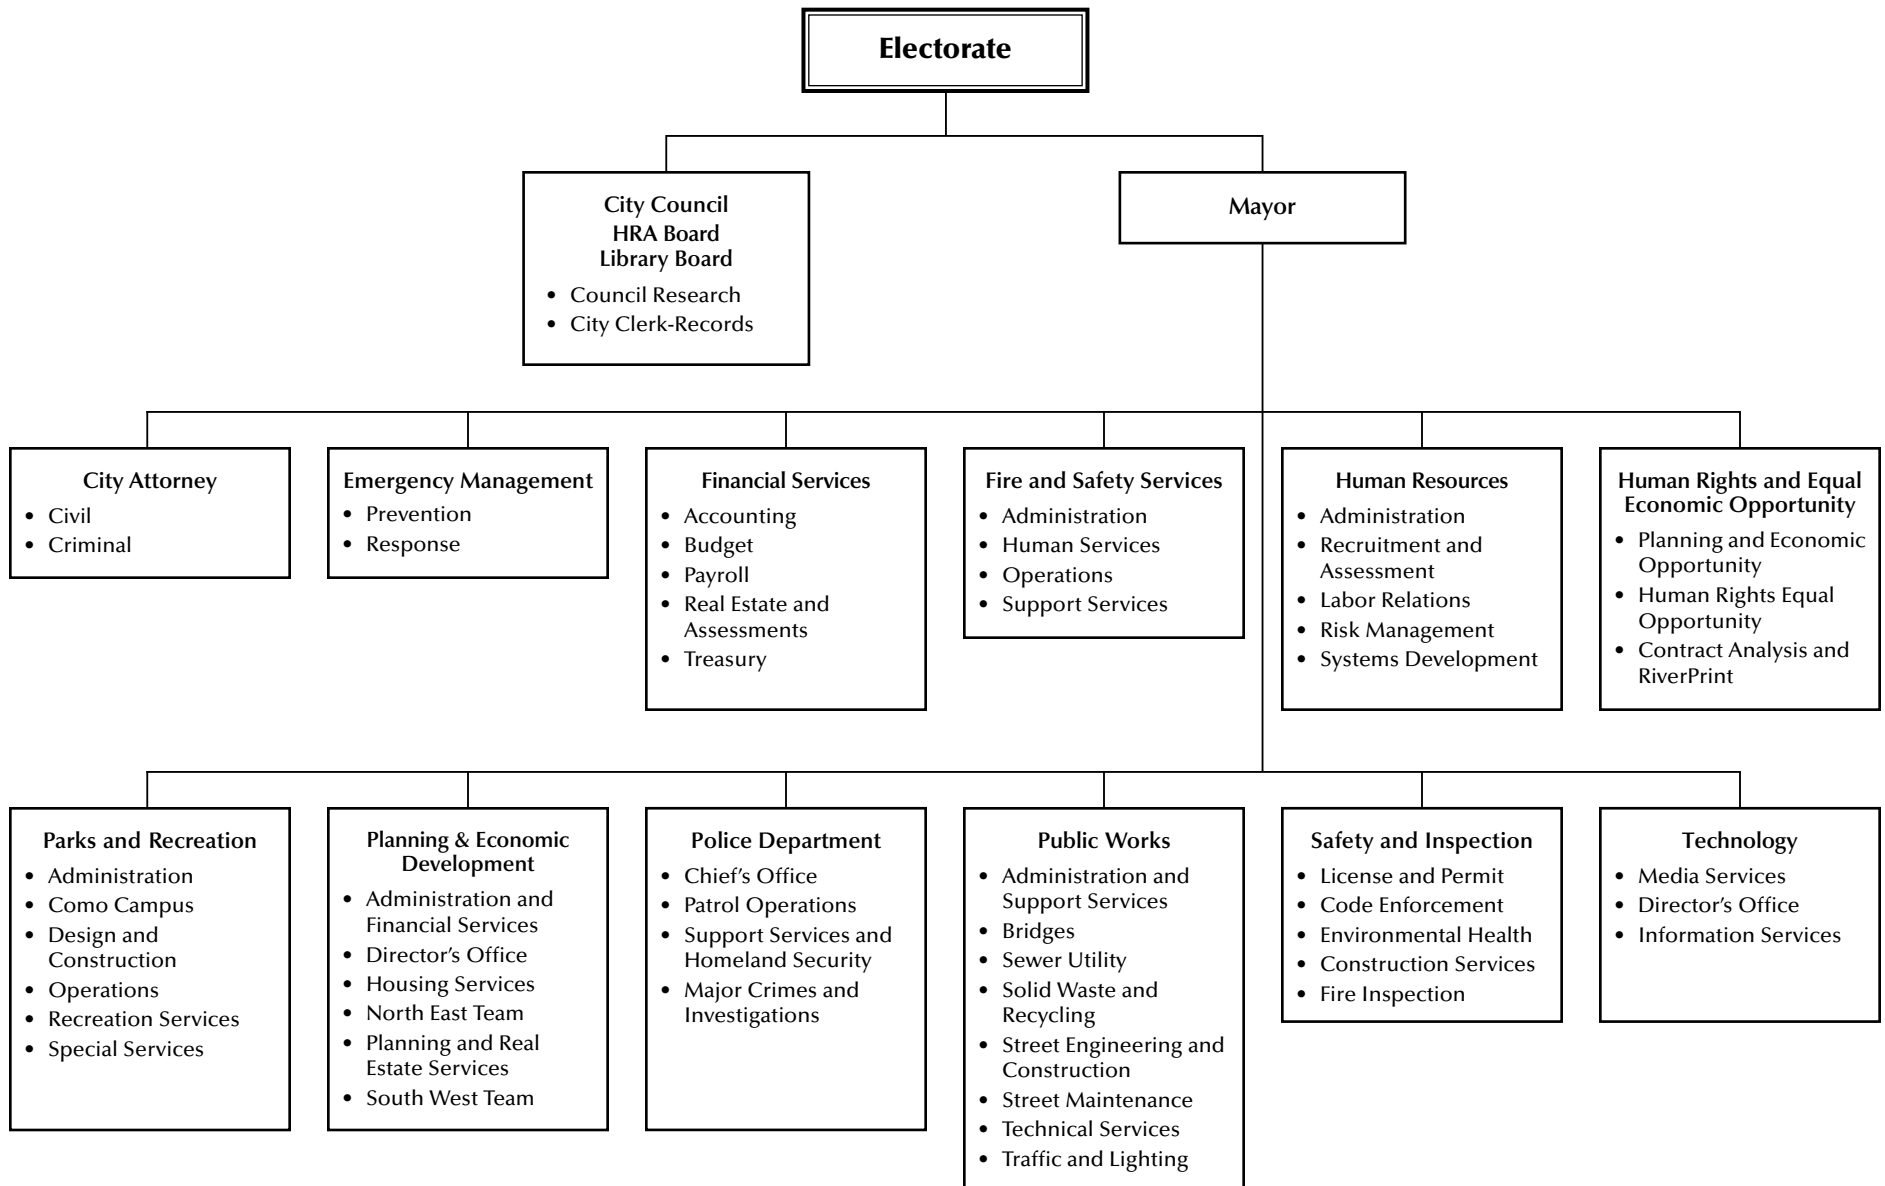 Electorate
City Council
HRA Board
Library Board
• Council Research
• City Clerk-Records
Mayor
City Attorney
• Civil
• Criminal
Emergency Management
• Prevention
• Response
Financial Services
• Accounting
• Budget
• Payroll
• Real Estate and
Assessments
• Treasury
Fire and Safety Services
• Administration
• Human Services
• Operations
• Support Services
Human Resources
• Administration
• Recruitment and
Assessment
• Labor Relations
• Risk Management
• Systems Development
Human Rights and Equal
Economic Opportunity
• Planning and Economic
Opportunity
• Human Rights Equal
Opportunity
• Contract Analysis and
RiverPrint
Parks and Recreation
• Administration
• Como Campus
• Design and
Construction
• Operations
• Recreation Services
• Special Services
Planning & Economic
Development
• Administration and
Financial Services
• Director’s Office
• Housing Services
• North East Team
• Planning and Real
Estate Services
• South West Team
Police Department
• Chief’s Office
• Patrol Operations
• Support Services and
Homeland Security
• Major Crimes and
Investigations
Public Works
• Administration and
Support Services
• Bridges
• Sewer Utility
• Solid Waste and
Recycling
• Street Engineering and
Construction
• Street Maintenance
• Technical Services
• Traffic and Lighting
Safety and Inspection
• License and Permit
• Code Enforcement
• Environmental Health
• Construction Services
• Fire Inspection
Technology
• Media Services
• Director’s Office
• Information Services